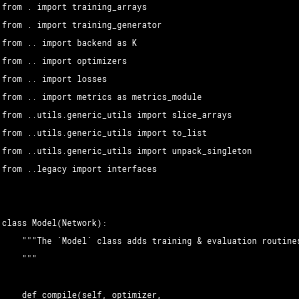 from . import training_arrays
from . import training_generator
from .. import backend as K
from .. import optimizers
from .. import losses
from .. import metrics as metrics_module
from ..utils.generic_utils import slice_arrays
from ..utils.generic_utils import to_list
from ..utils.generic_utils import unpack_singleton
from ..legacy import interfaces
class Model(Network):
"""The `Model` class adds training & evaluation routines
"""
def compile(self, optimizer,